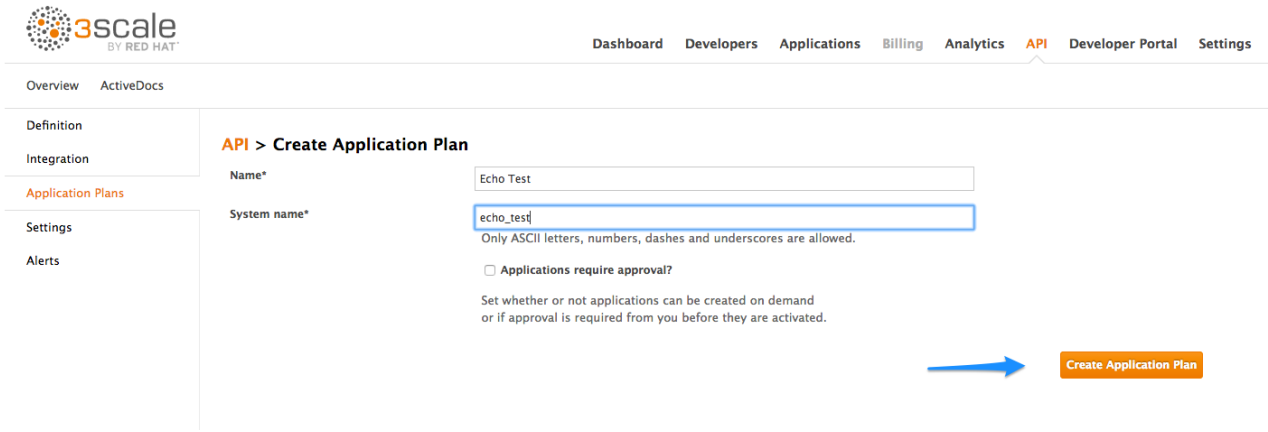 3scale
BY RED HAT
Dashboard Developers Applications Billing Analytics API Developer Portal Settings
Overview ActiveDocs
Definition
Integration
Application Plans
Settings
Alerts
API > Create Application Plan
Name*
Echo Test
System name*
echo_test
Only ASCII letters, numbers, dashes and underscores are allowed.
Applications require approval?
Set whether or not applications can be created on demand
or if approval is required from you before they are activated.
Create Application Plan